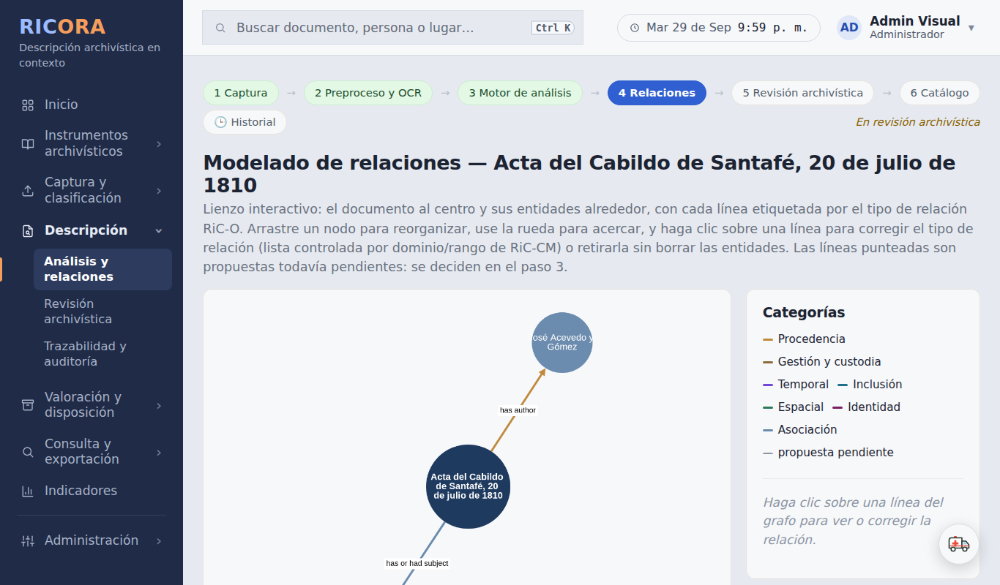 RICORA
Descripción archivística en
contexto
Inicio
Instrumentos
archivísticos
Captura y
clasificación
Descripción
Análisis y
relaciones
Revisión
archivística
Trazabilidad y
auditoría
Valoración y
disposición
Consulta y
exportación
Indicadores
Administración
Buscar documento, persona o lugar… Ctrl K
Mar 29 de Sep 9:59 p. m.
AD
Admin Visual
Administrador
1 Captura → 2 Preproceso y OCR → 3 Motor de análisis → 4 Relaciones → 5 Revisión archivística → 6 Catálogo
Historial
En revisión archivística
Modelado de relaciones — Acta del Cabildo de Santafé, 20 de julio de
1810
Lienzo interactivo: el documento al centro y sus entidades alrededor, con cada línea etiquetada por el tipo de relación
RiC-O. Arrastre un nodo para reorganizar, use la rueda para acercar, y haga clic sobre una línea para corregir el tipo de
relación (lista controlada por dominio/rango de RiC-CM) o retirarla sin borrar las entidades. Las líneas punteadas son
propuestas todavía pendientes: se deciden en el paso 3.
osé Acevedo y
Gómez
has author
Acta del Cabildo
de Santafé, 20
de julio de 1810
has or had subject
Categorías
Procedencia
Gestión y custodia
Temporal Inclusión
Espacial Identidad
Asociación
propuesta pendiente
Haga clic sobre una línea del
grafo para ver o corregir la
relación.